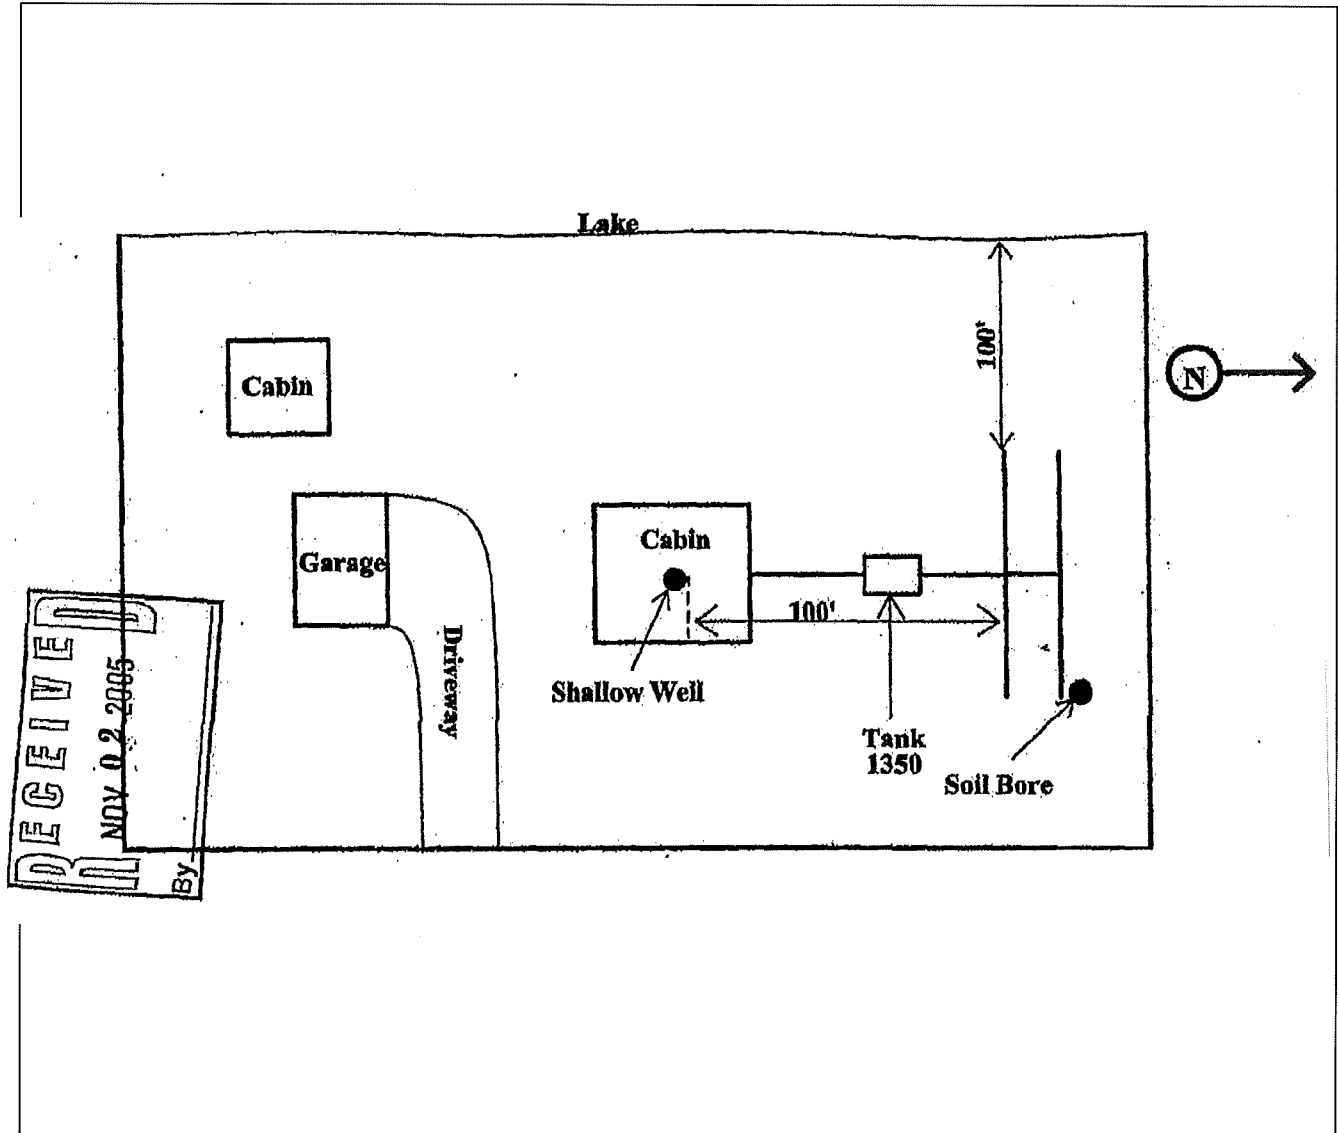 Lake
100'
N
Cabin
Cabin
Garage
100'
Driveway
Shallow Well
Tank
1350
Soil Bore
RECEIVED
NOV 02 2005
By